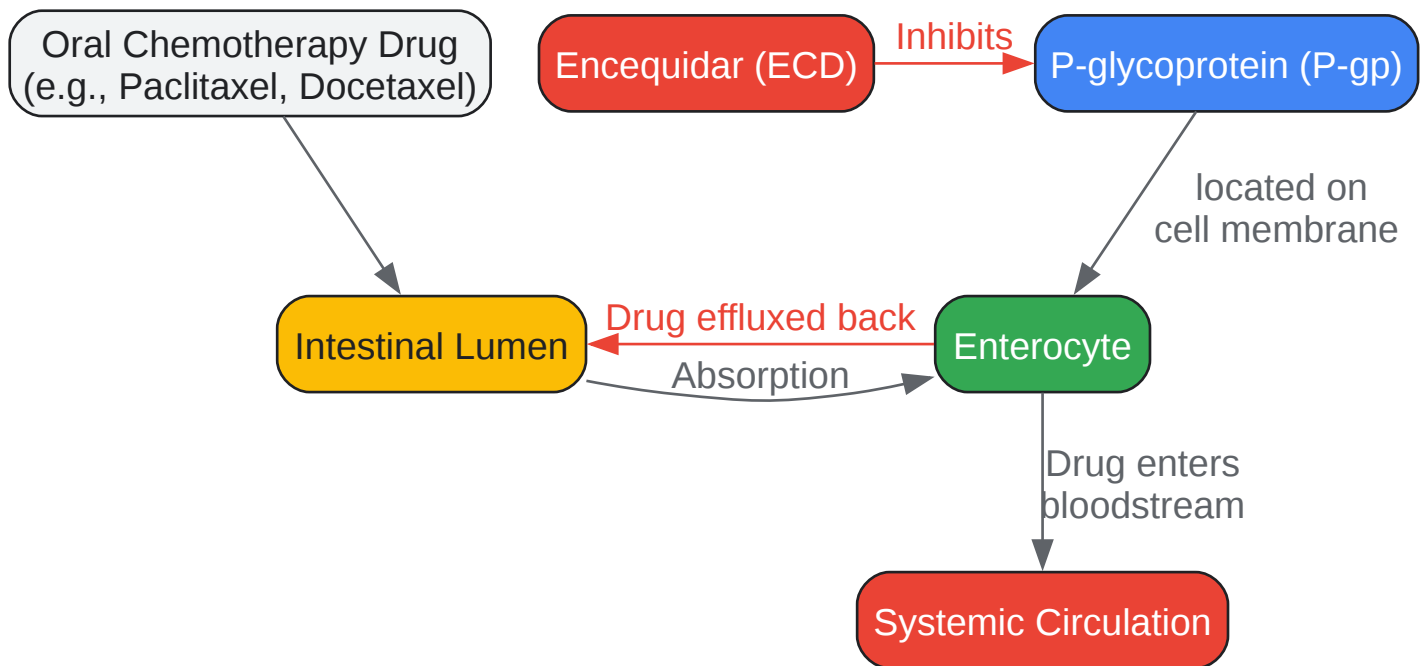 Oral Chemotherapy Drug
(e.g., Paclitaxel, Docetaxel)
Encequidar (ECD)
Inhibits
P-glycoprotein (P-gp)
located on
cell membrane
Intestinal Lumen
Drug effluxed back
Absorption
Enterocyte
Drug enters
bloodstream
Systemic Circulation